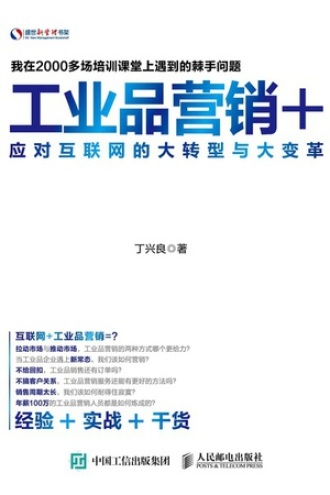 盛世新管理书架
我在2000多场培训课堂上遇到的棘手问题
工业品营销+
应对互联网的大转型与大变革
丁兴良◎著
互联网+工业品营销=?
拉动市场与推动市场，工业品营销的两种方式哪个更给力?
当工业品企业遇上新常态，我们该如何营销?
不给回扣，工业品销售还有订单吗?
不搞客户关系，工业品营销服务还能有更好的方法吗?
销售周期太长，我们该如何耐得住寂寞?
年薪100万的工业品营销人员都是如何炼成的?
经验 + 实战 + 干货
中国工信出版集团
人民邮电出版社
POSTS & TELECOM PRESS